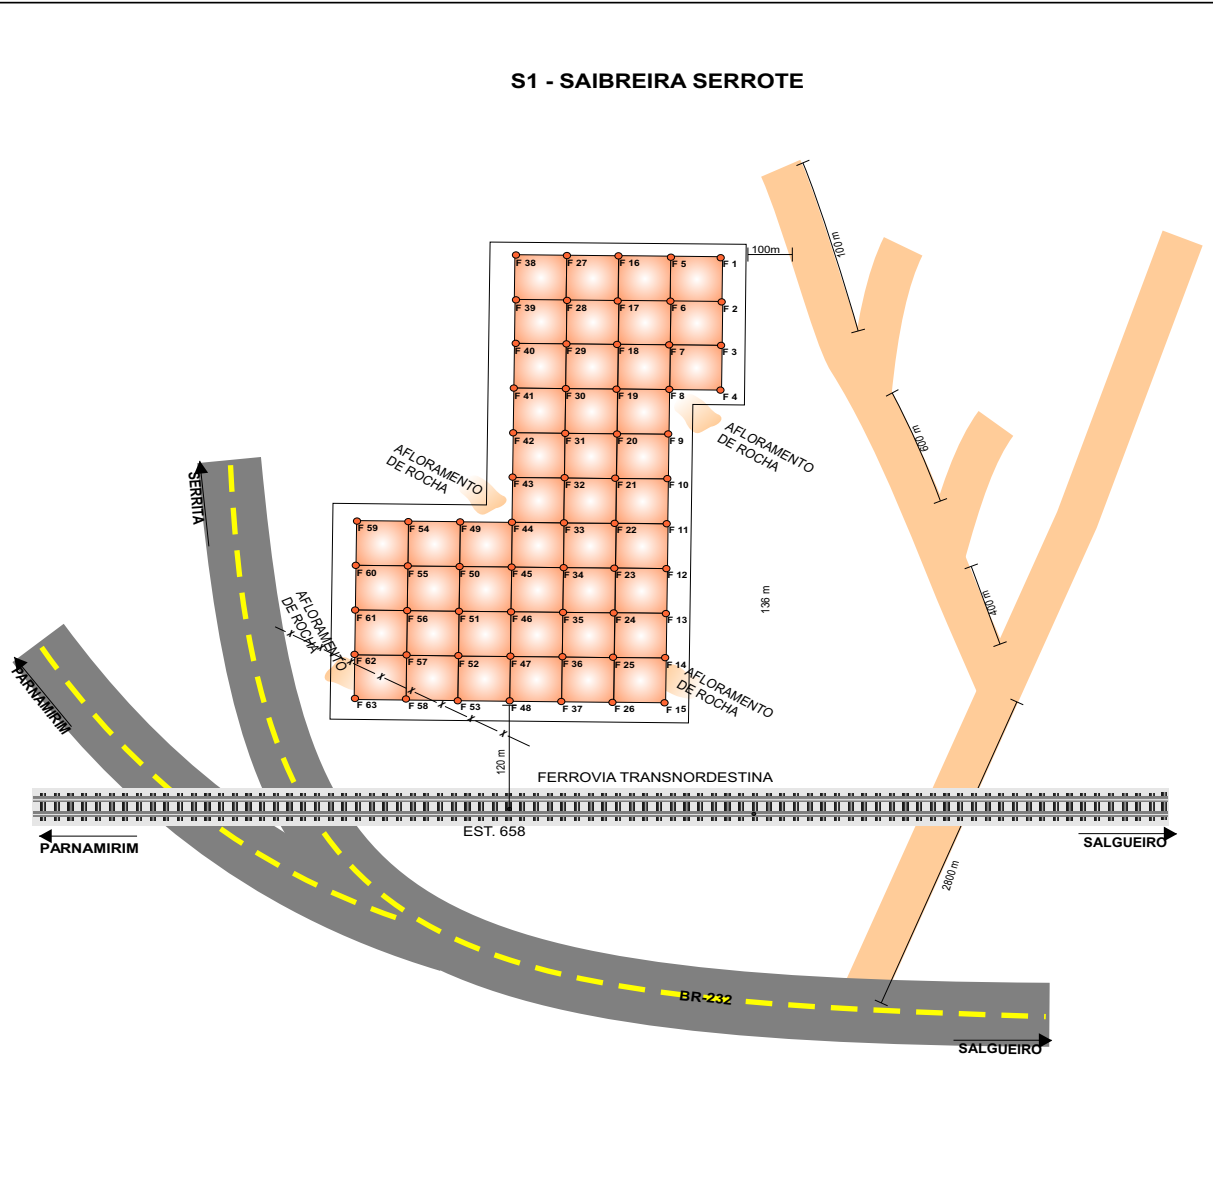 S1 - SAIBREIRA SERROTE
100m
100 m
F 38 F 27 F 16 F 5 F 1
F 39 F 28 F 17 F 6 F 2
F 40 F 29 F 18 F 7 F 3
F 41 F 30 F 19 F 8 F 4
F 42 F 31 F 20 F 9
F 43 F 32 F 21 F 10
F 59 F 54 F 49 F 44 F 33 F 22 F 11
F 60 F 55 F 50 F 45 F 34 F 23 F 12
F 61 F 56 F 51 F 46 F 35 F 24 F 13
F 62 F 57 F 52 F 47 F 36 F 25 F 14
F 63 F 58 F 53 F 48 F 37 F 26 F 15
AFLORAMENTO
DE ROCHA
AFLORAMENTO
DE ROCHA
AFLORAMENTO
DE ROCHA
AFLORAMENTO
DE ROCHA
600 m
400 m
136 m
120 m
SERRITA
PARNAMIRIM
FERROVIA TRANSNORDESTINA
EST. 658
PARNAMIRIM
SALGUEIRO
2800 m
BR-232
SALGUEIRO